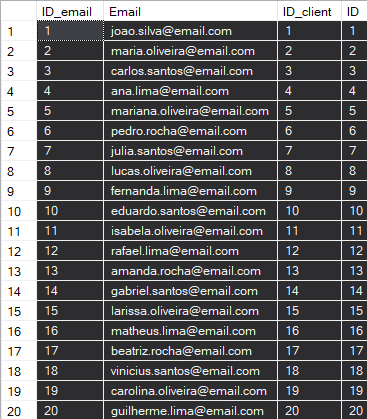 ID_email Email ID_client ID
1 1 joao.silva@email.com 1 1
2 2 maria.oliveira@email.com 2 2
3 3 carlos.santos@email.com 3 3
4 4 ana.lima@email.com 4 4
5 5 mariana.oliveira@email.com 5 5
6 6 pedro.rocha@email.com 6 6
7 7 julia.santos@email.com 7 7
8 8 lucas.oliveira@email.com 8 8
9 9 fernanda.lima@email.com 9 9
10 10 eduardo.santos@email.com 10 10
11 11 isabela.oliveira@email.com 11 11
12 12 rafael.lima@email.com 12 12
13 13 amanda.rocha@email.com 13 13
14 14 gabriel.santos@email.com 14 14
15 15 larissa.oliveira@email.com 15 15
16 16 matheus.lima@email.com 16 16
17 17 beatriz.rocha@email.com 17 17
18 18 vinicius.santos@email.com 18 18
19 19 carolina.oliveira@email.com 19 19
20 20 guilherme.lima@email.com 20 20